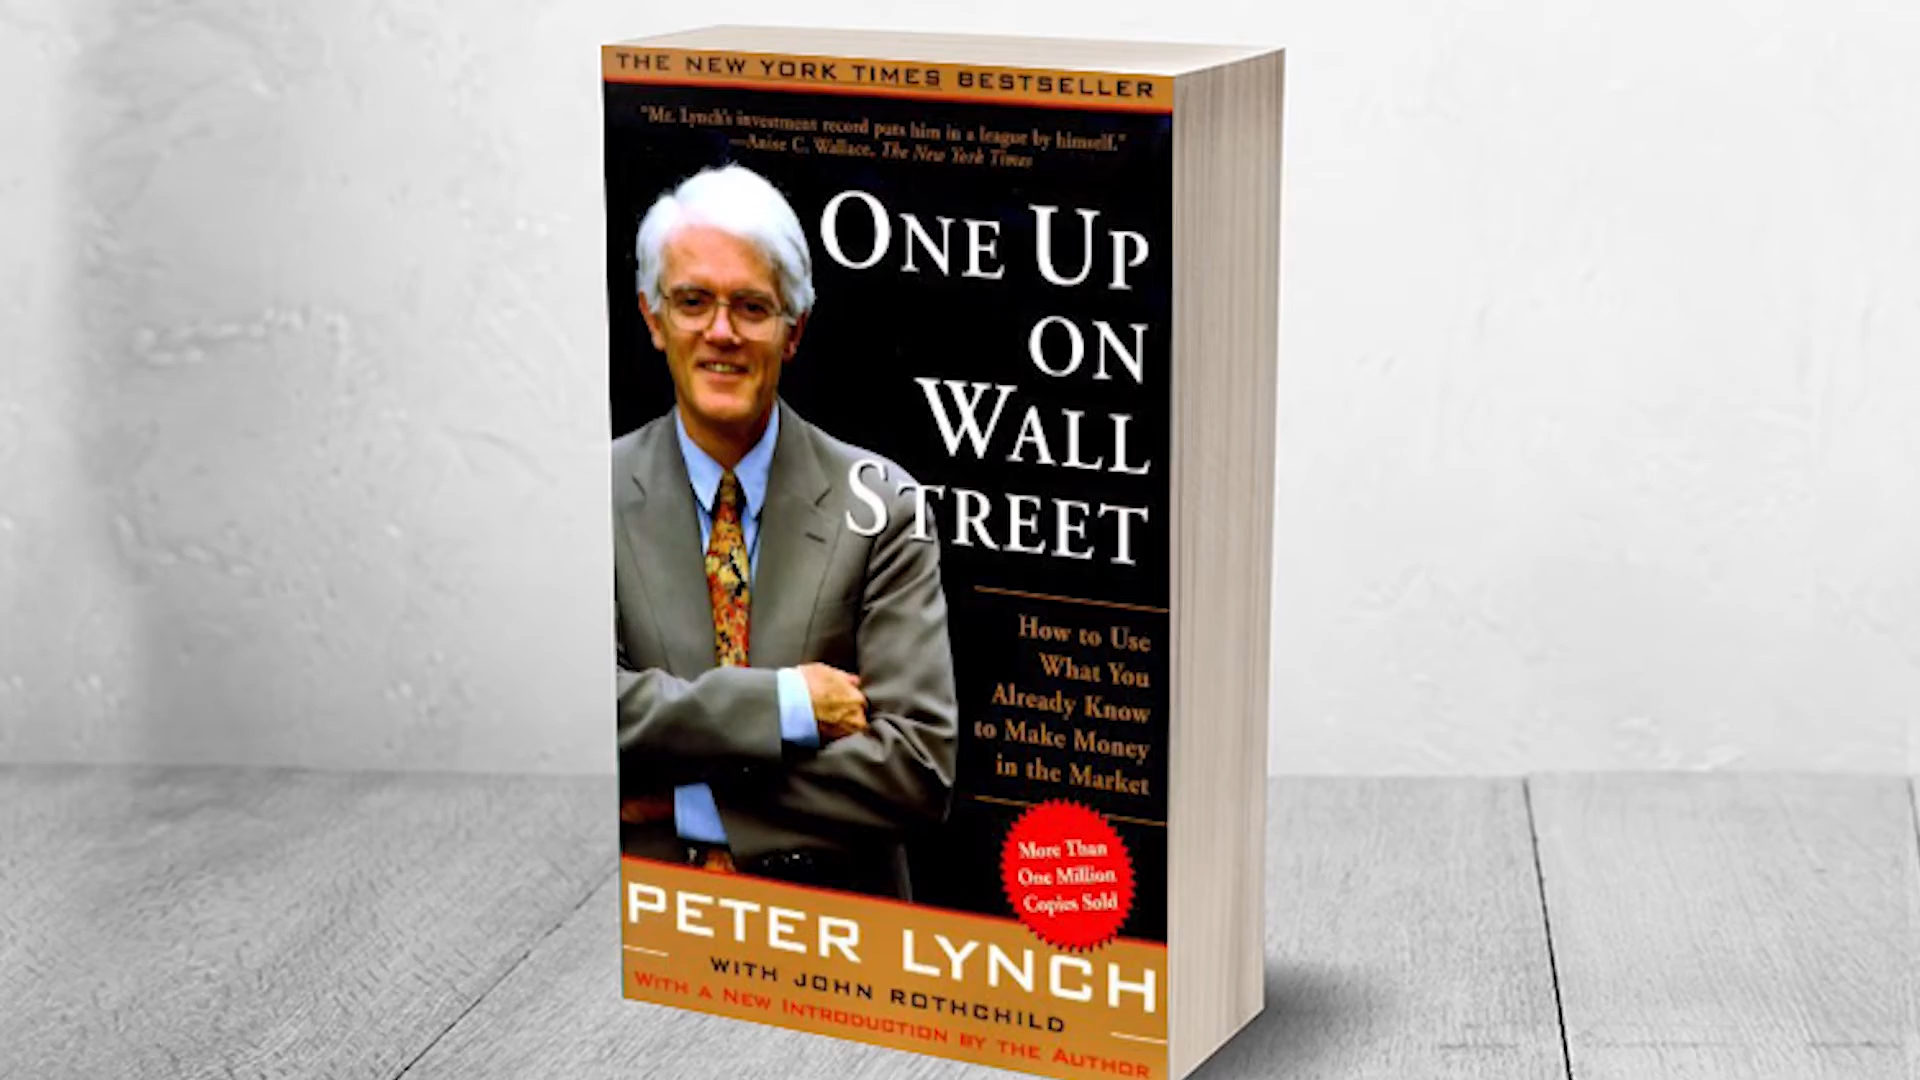 THE NEW YORK TIMES BESTSELLER
"Mr. Lynch's investment record puts him in a league by himself."
—Anise C. Wallace, The New York Times
ONE UP
ON
WALL
STREET
How to Use
What You
Already Know
to Make Money
in the Market
More Than
One Million
Copies Sold
PETER LYNCH
WITH JOHN ROTHCHILD
WITH A NEW INTRODUCTION BY THE AUTHOR